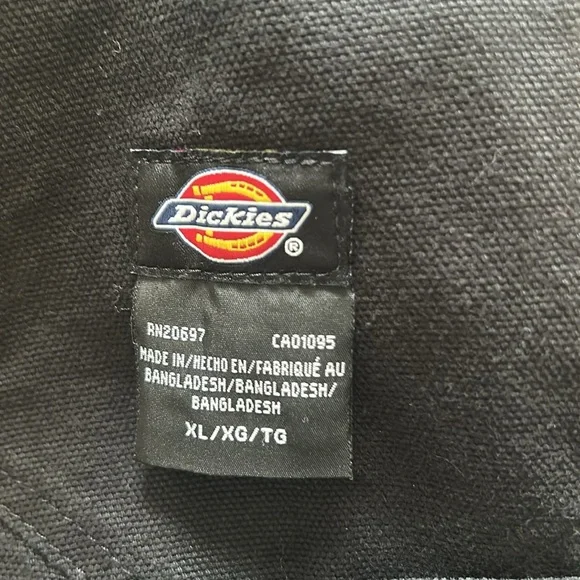 Dickies
®
RN20697 CA01095
MADE IN/HECHO EN/FABRIQUÉ AU
BANGLADESH/BANGLADESH/
BANGLADESH
XL/XG/TG